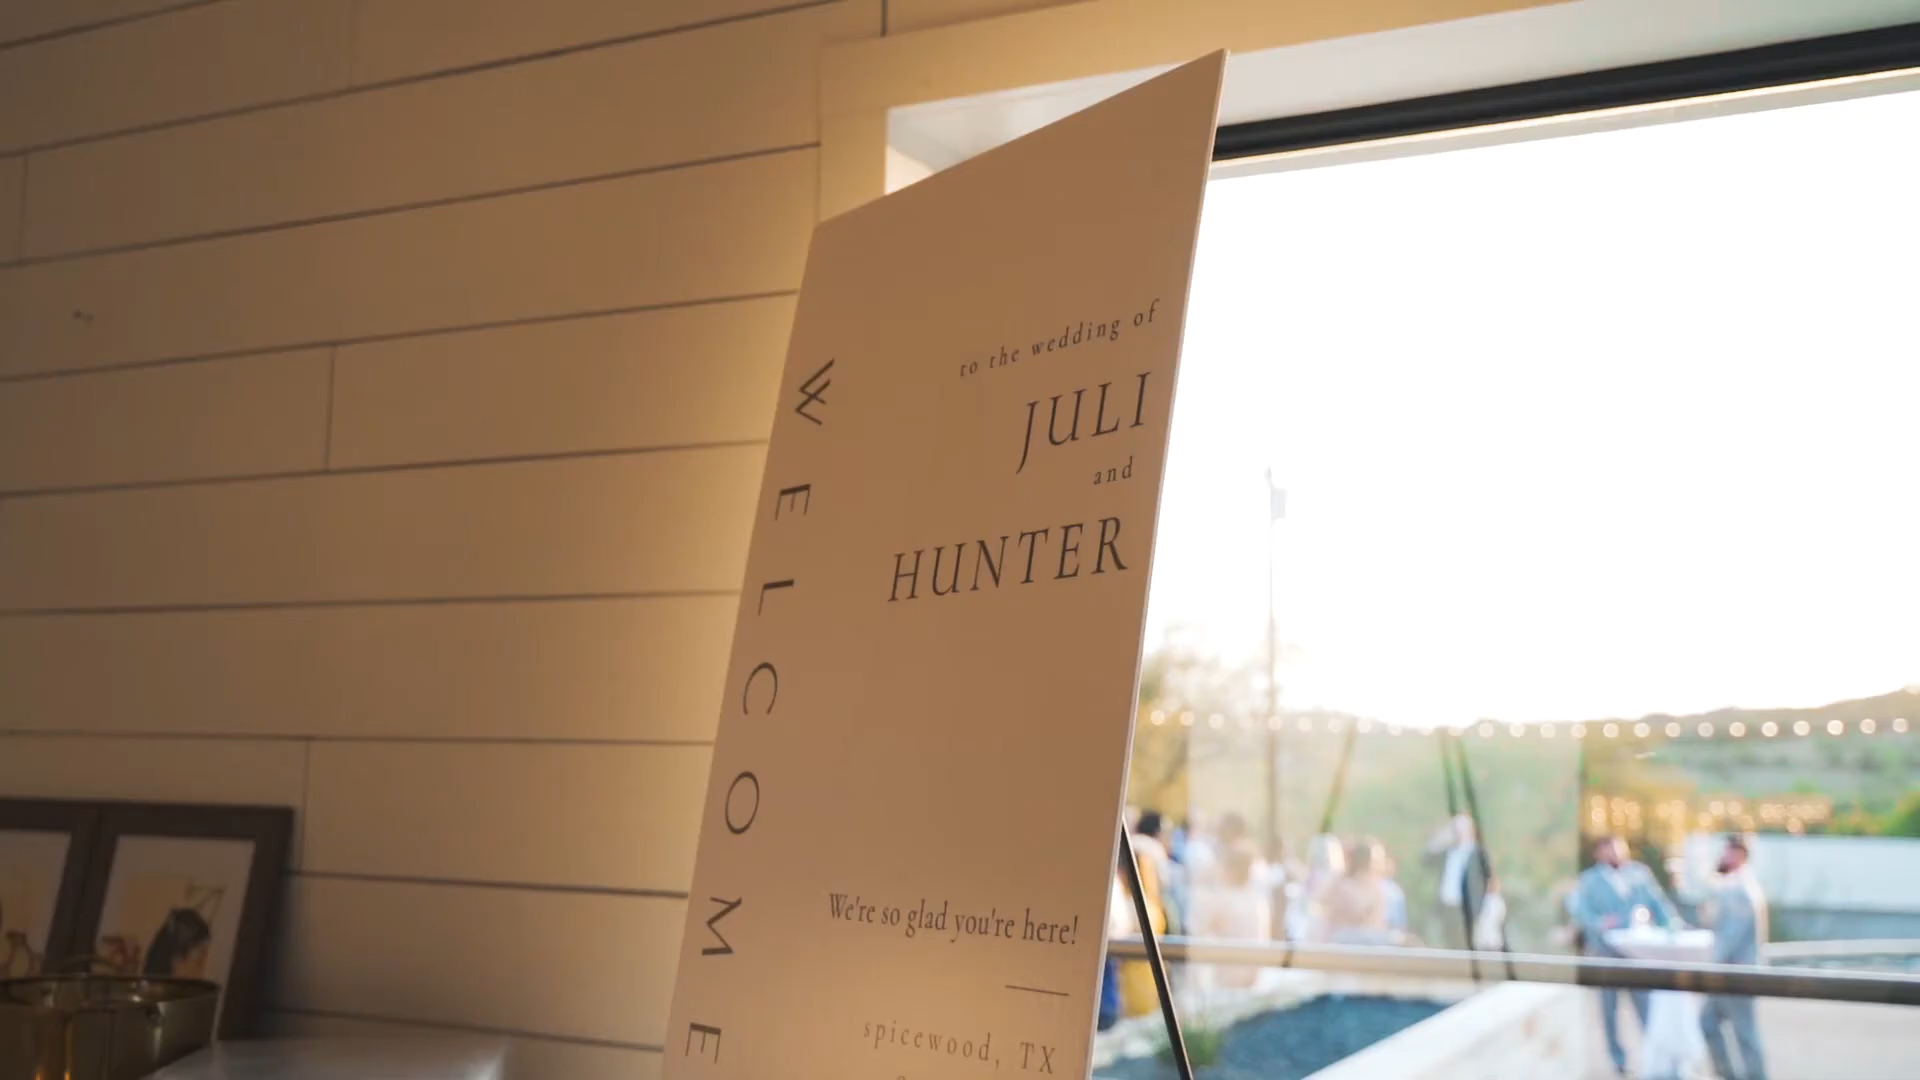 WELCOME
to the wedding of
JULI
and
HUNTER
We're so glad you're here!
spicewood, TX